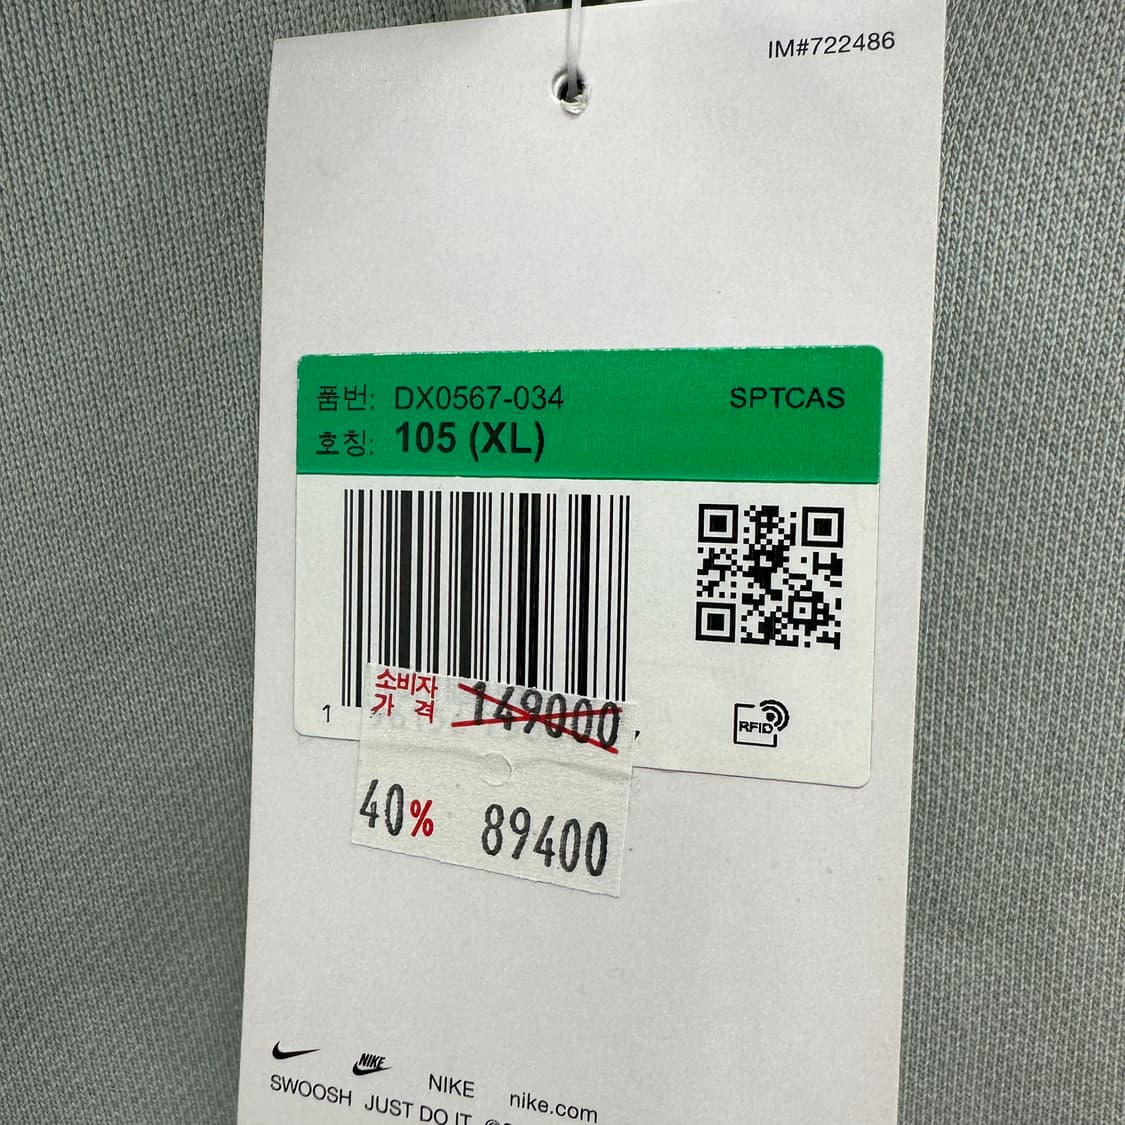 IM#722486
품번: DX0567-034 SPTCAS
호칭: 105 (XL)
RFID
1
소비자
가 격 149000
40% 89400
NIKE
NIKE nike.com
SWOOSH JUST DO IT